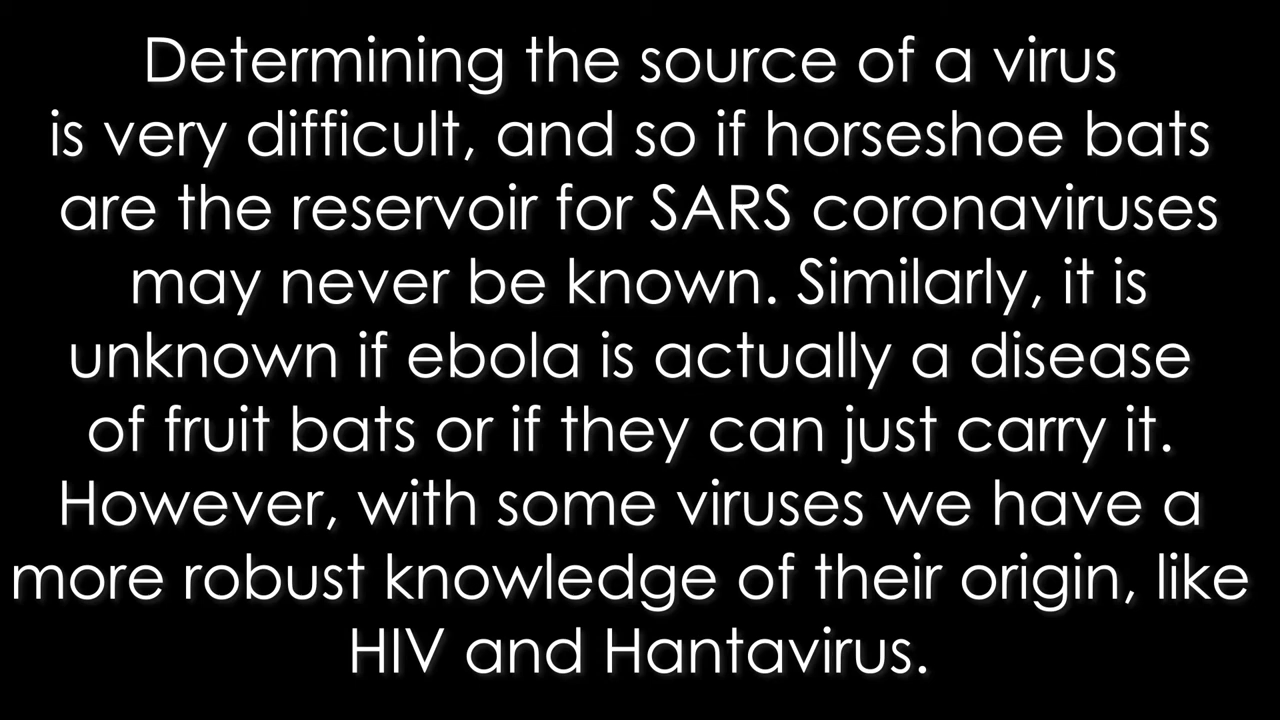 Determining the source of a virus
is very difficult, and so if horseshoe bats
are the reservoir for SARS coronaviruses
may never be known. Similarly, it is
unknown if ebola is actually a disease
of fruit bats or if they can just carry it.
However, with some viruses we have a
more robust knowledge of their origin, like
HIV and Hantavirus.